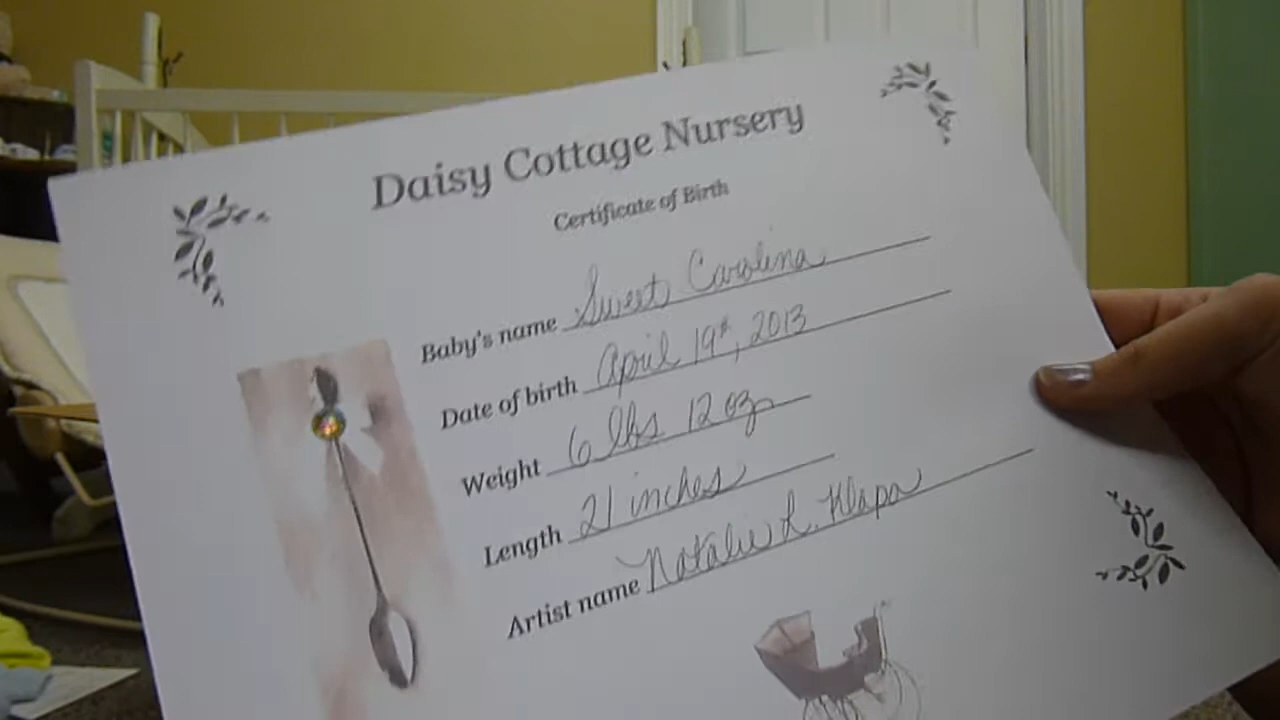 Daisy Cottage Nursery
Certificate of Birth
Baby's name Sweet Carolina
Date of birth April 19th, 2013
Weight 6 lbs 12 oz
Length 21 inches
Artist name Natalie L. Klapa